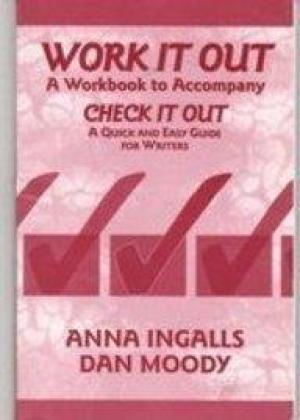 WORK IT OUT
A Workbook to Accompany
CHECK IT OUT
A QUICK AND EASY GUIDE
FOR WRITERS
ANNA INGALLS
DAN MOODY